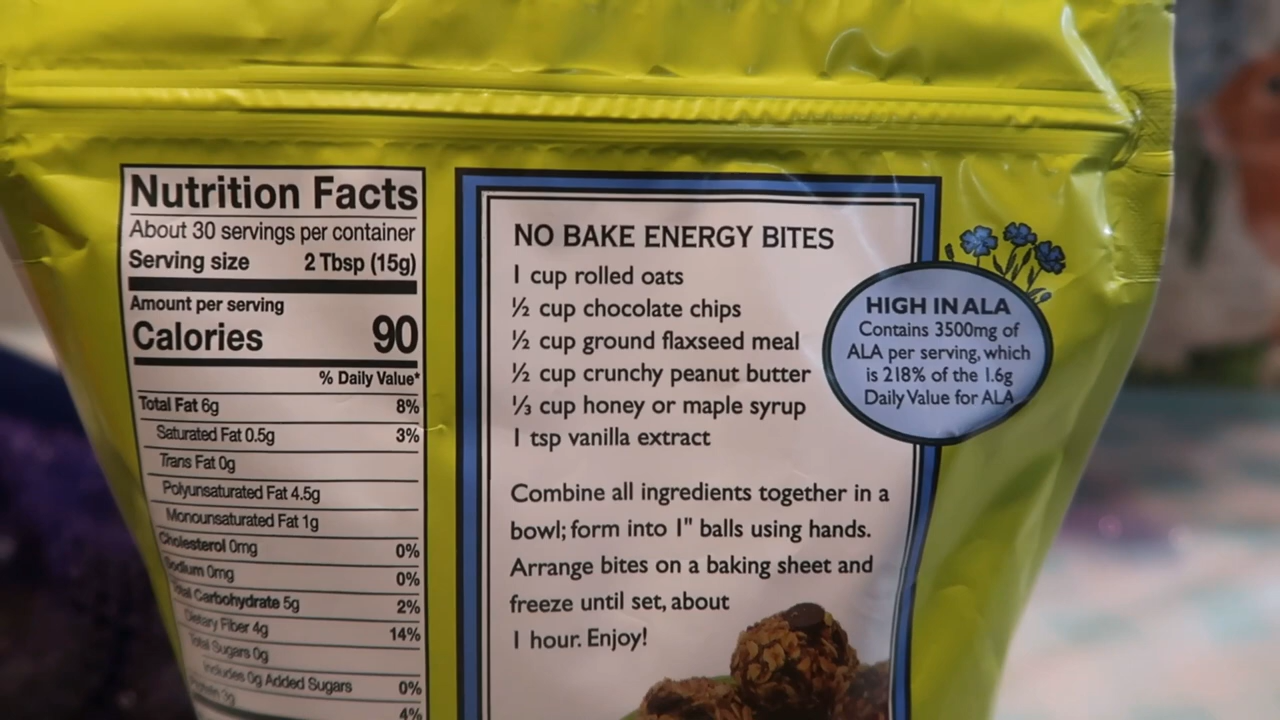 Nutrition Facts
About 30 servings per container
Serving size 2 Tbsp (15g)
Amount per serving
Calories 90
% Daily Value*
Total Fat 6g 8%
Saturated Fat 0.5g 3%
Trans Fat 0g
Polyunsaturated Fat 4.5g
Monounsaturated Fat 1g
Cholesterol 0mg 0%
Sodium 0mg 0%
Total Carbohydrate 5g 2%
Dietary Fiber 4g 14%
Total Sugars 0g
Includes 0g Added Sugars 0%
Protein 3g
4%
NO BAKE ENERGY BITES
1 cup rolled oats
½ cup chocolate chips
½ cup ground flaxseed meal
½ cup crunchy peanut butter
⅓ cup honey or maple syrup
1 tsp vanilla extract
Combine all ingredients together in a
bowl; form into 1" balls using hands.
Arrange bites on a baking sheet and
freeze until set, about
1 hour. Enjoy!
HIGH IN ALA
Contains 3500mg of
ALA per serving, which
is 218% of the 1.6g
Daily Value for ALA